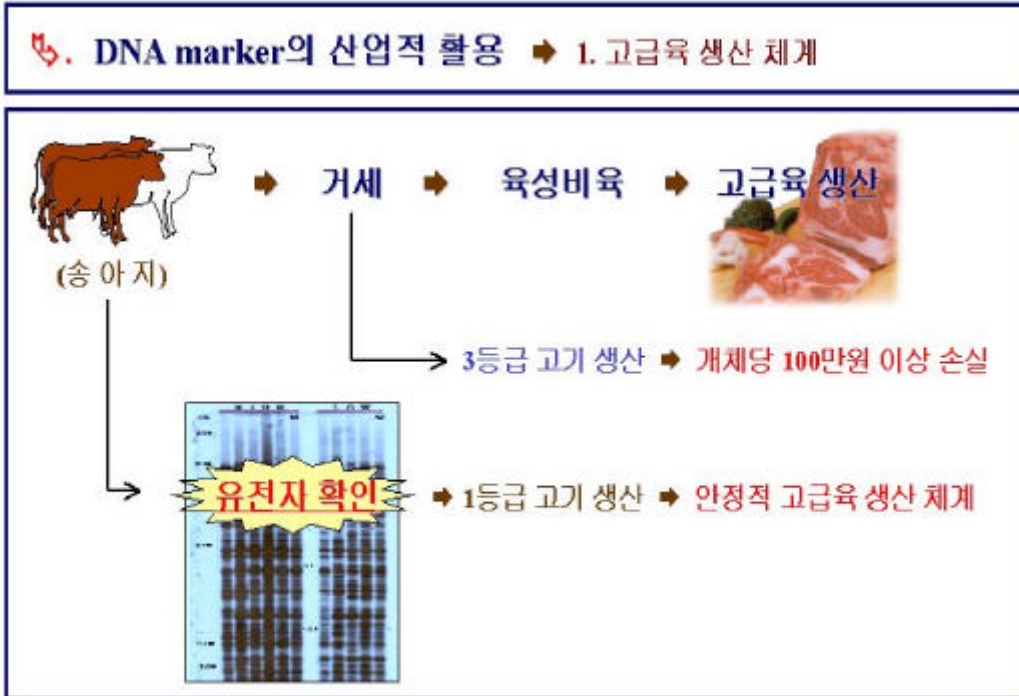 DNA marker의 산업적 활용 ➡ 1. 고급육 생산 체계
➡ 거세 ➡ 육성비육 ➡ 고급육 생산
(송 아 지)
3등급 고기 생산 ➡ 개체당 100만원 이상 손실
유전자 확인 ➡ 1등급 고기 생산 ➡ 안정적 고급육 생산 체계